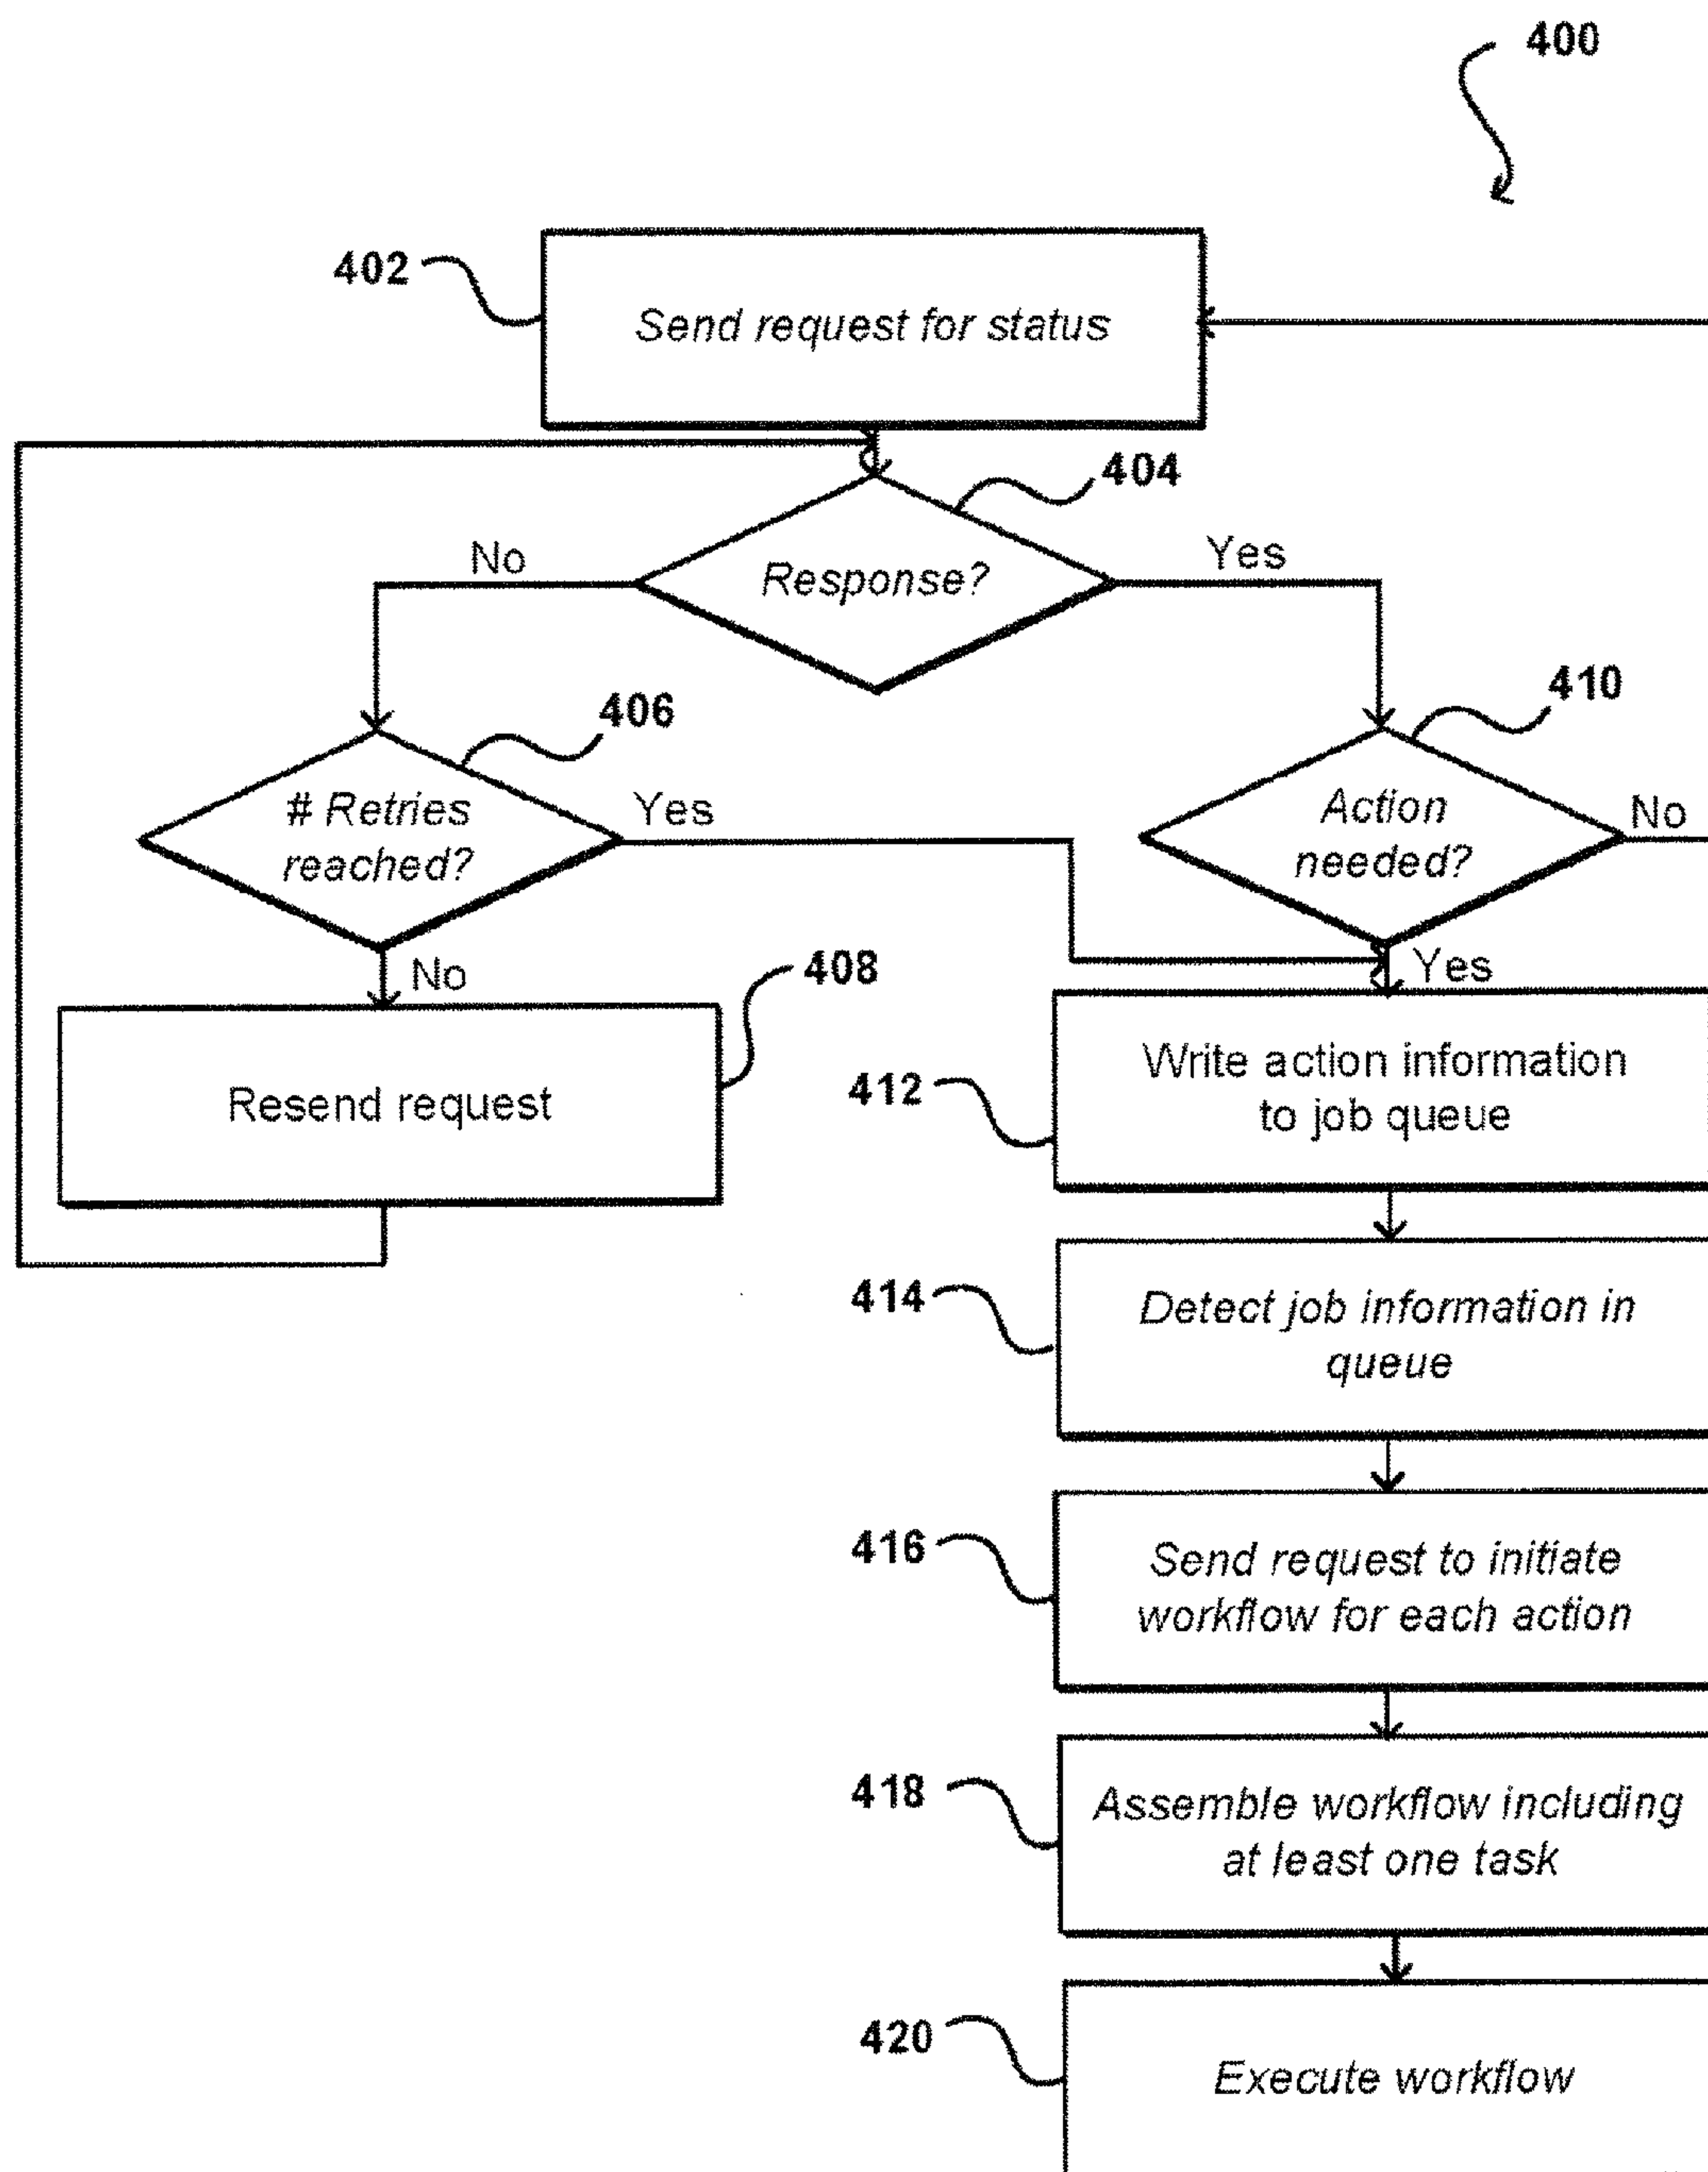 400
402
Send request for status
404
No
Response?
Yes
406
410
# Retries
reached?
Yes
Action
needed?
No
No
408
Yes
Resend request
412
Write action information
to job queue
414
Detect job information in
queue
416
Send request to initiate
workflow for each action
418
Assemble workflow including
at least one task
420
Execute workflow